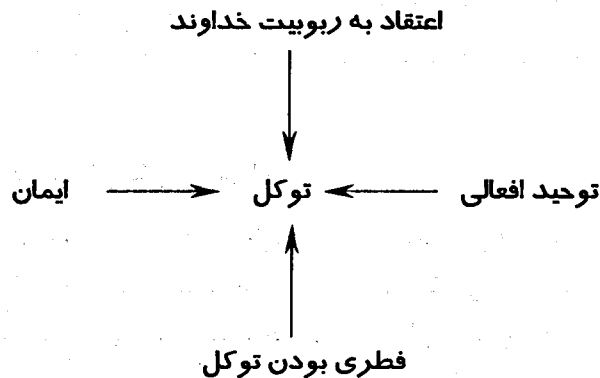 اعتقاد به ربوبیت خداوند
توحید افعالی
توکل
ایمان
فطری بودن توکل